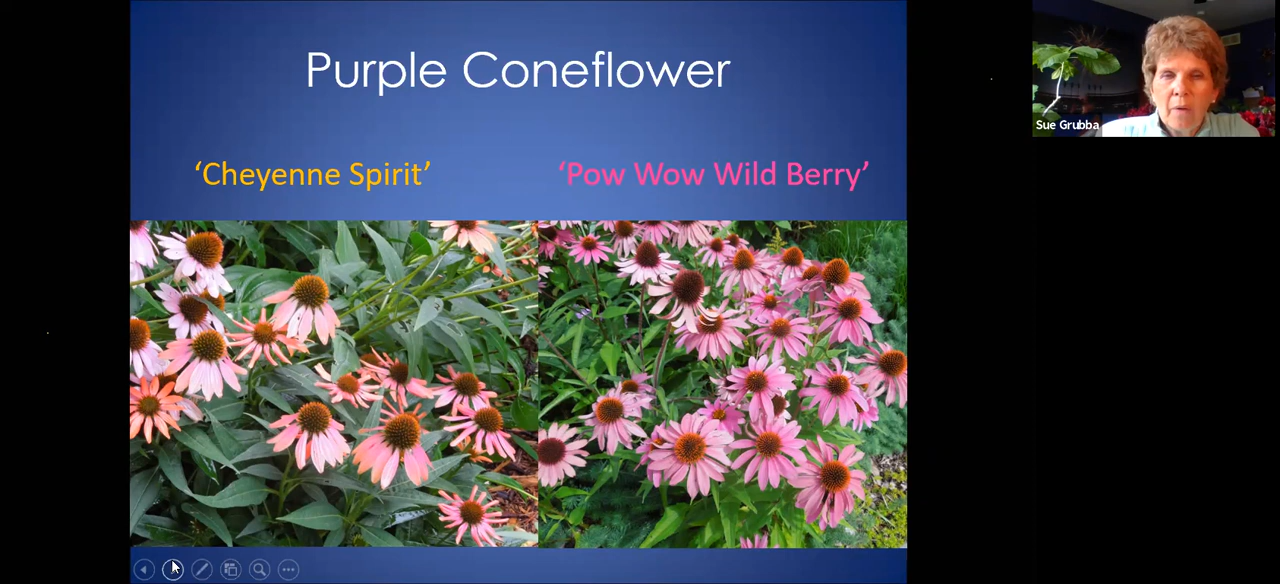 Purple Coneflower
‘Cheyenne Spirit’
‘Pow Wow Wild Berry’
Sue Grubba